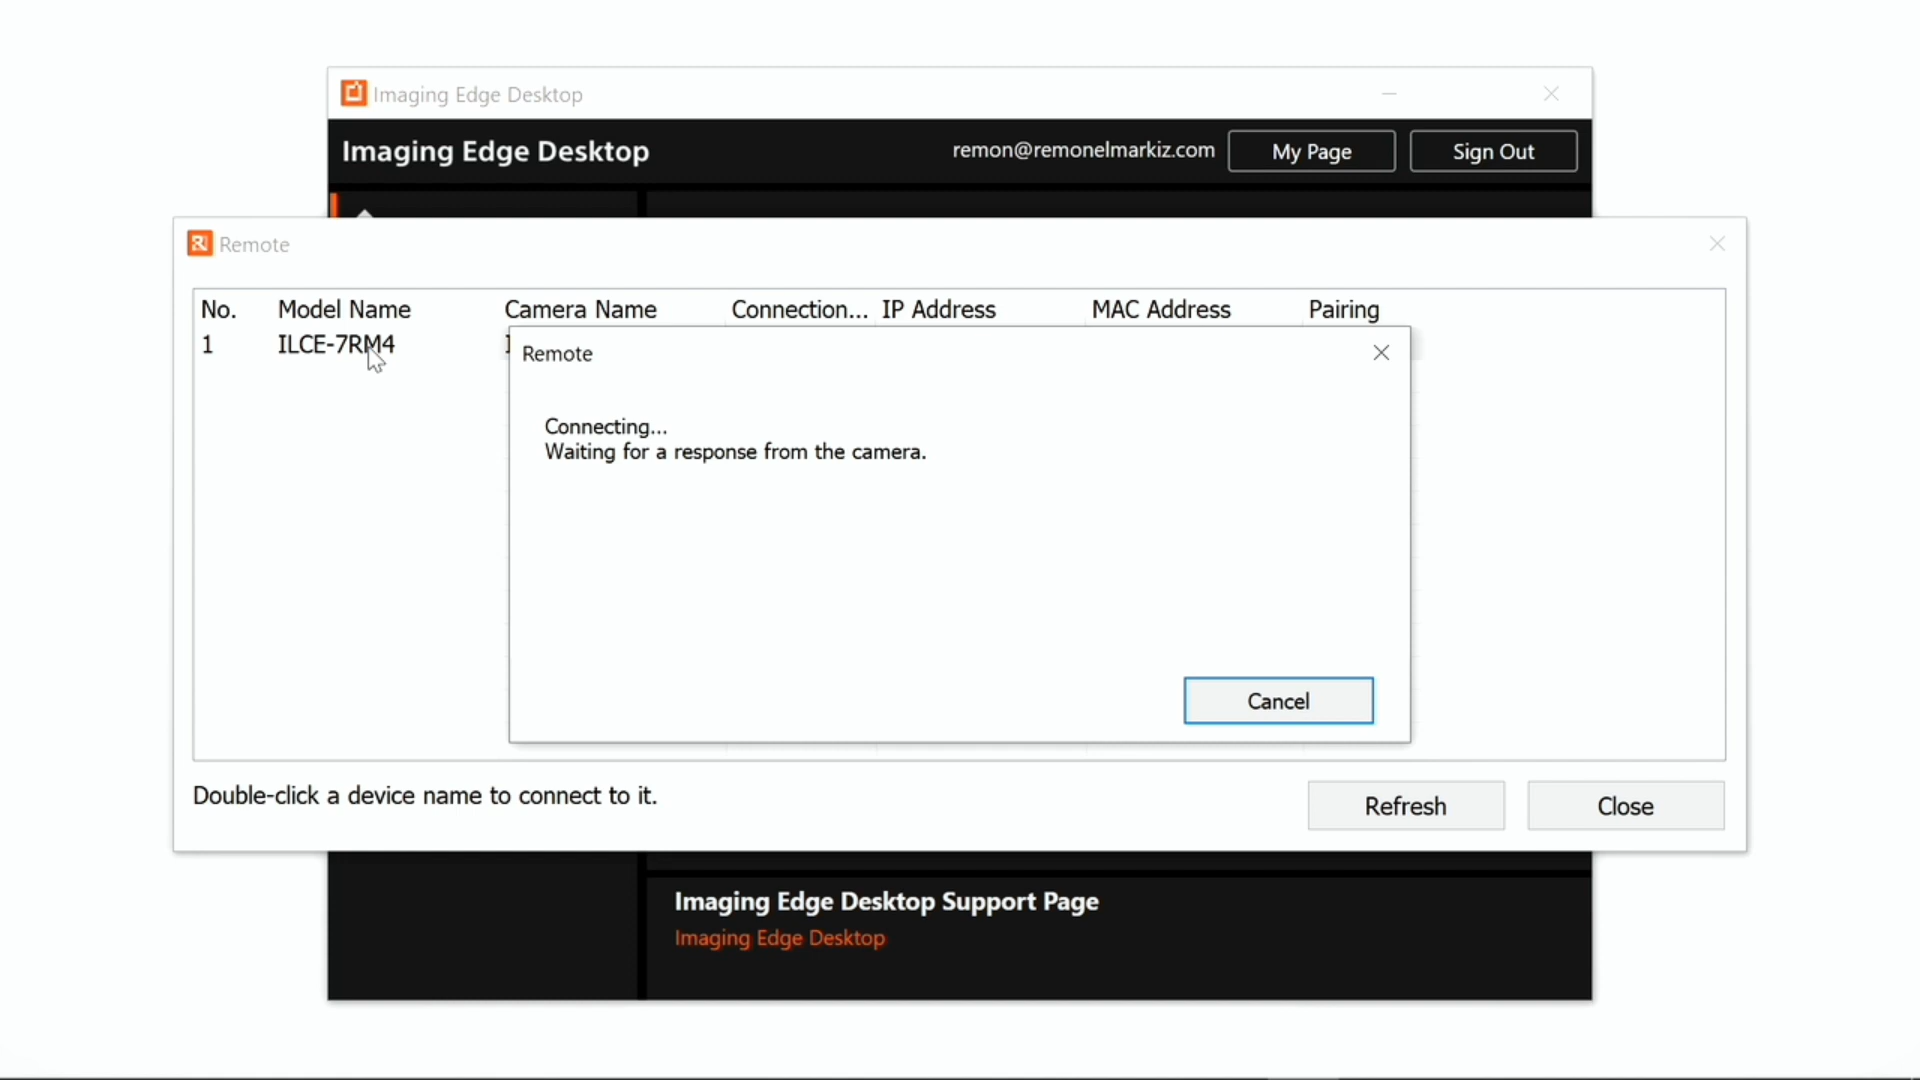 Imaging Edge Desktop
Imaging Edge Desktop remon@remonelmarkiz.com My Page Sign Out
Remote
No. Model Name Camera Name Connection... IP Address MAC Address Pairing
1 ILCE-7RM4
Remote
Connecting...
Waiting for a response from the camera.
Cancel
Double-click a device name to connect to it.
Refresh Close
Imaging Edge Desktop Support Page
Imaging Edge Desktop